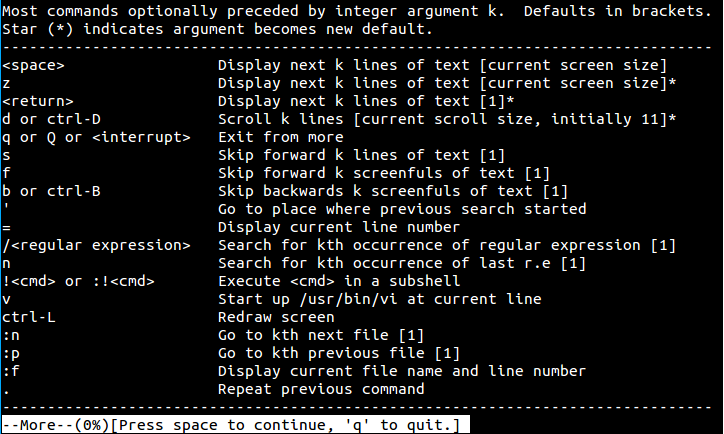 Most commands optionally preceded by integer argument k.  Defaults in brackets.
Star (*) indicates argument becomes new default.
-------------------------------------------------------------------------------
<space>                 Display next k lines of text [current screen size]
z                       Display next k lines of text [current screen size]*
<return>                Display next k lines of text [1]*
d or ctrl-D             Scroll k lines [current scroll size, initially 11]*
q or Q or <interrupt>   Exit from more
s                       Skip forward k lines of text [1]
f                       Skip forward k screenfuls of text [1]
b or ctrl-B             Skip backwards k screenfuls of text [1]
'                       Go to place where previous search started
=                       Display current line number
/<regular expression>   Search for kth occurrence of regular expression [1]
n                       Search for kth occurrence of last r.e [1]
!<cmd> or :!<cmd>       Execute <cmd> in a subshell
v                       Start up /usr/bin/vi at current line
ctrl-L                  Redraw screen
:n                      Go to kth next file [1]
:p                      Go to kth previous file [1]
:f                      Display current file name and line number
.                       Repeat previous command
-------------------------------------------------------------------------------
--More--(0%)[Press space to continue, 'q' to quit.]